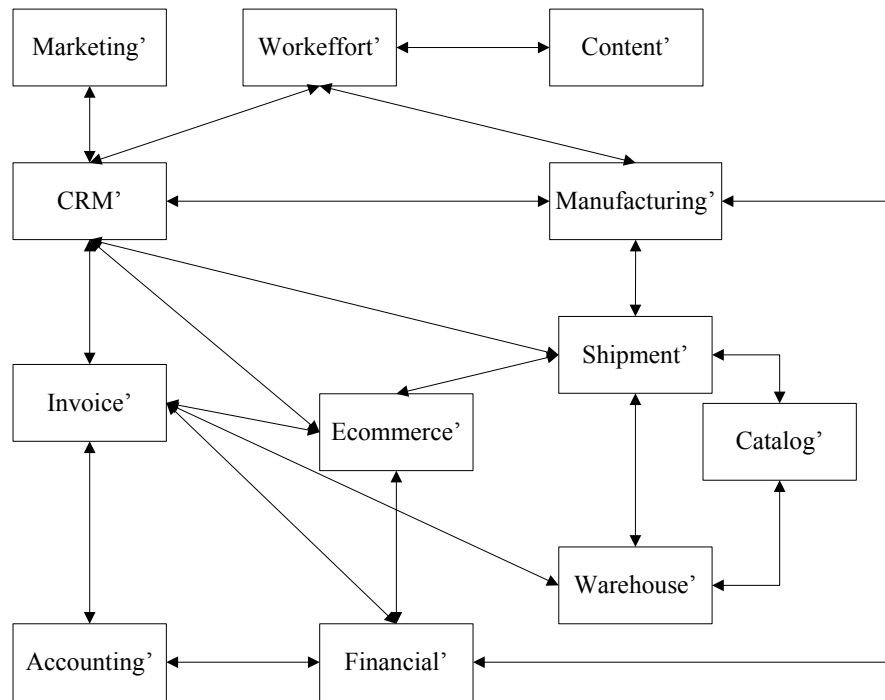 Marketing’
Workeffort’
Content’
CRM’
Manufacturing’
Shipment’
Invoice’
Ecommerce’
Catalog’
Warehouse’
Accounting’
Financial’